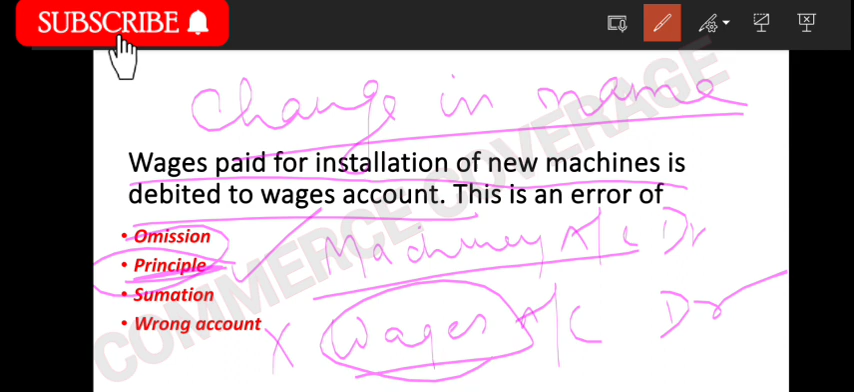 SUBSCRIBE
Change in name
Wages paid for installation of new machines is
debited to wages account. This is an error of
• Omission
• Principle
• Sumation
• Wrong account
Machinery A/c Dr
X Wages A/c Dr
COMMERCE COVERAGE